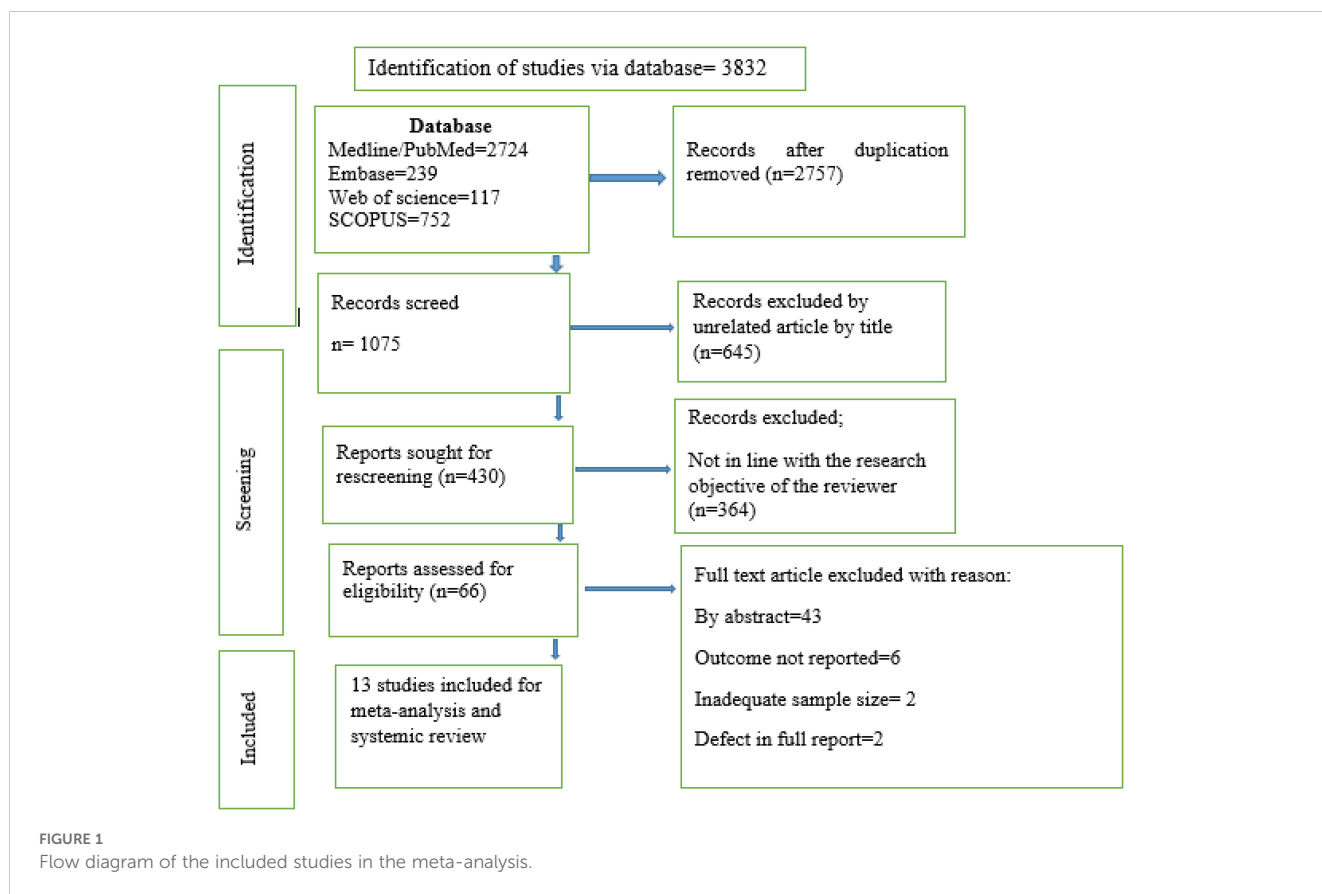 Identification of studies via database= 3832
Identification
Database
Medline/PubMed=2724
Embase=239
Web of science=117
SCOPUS=752
Records after duplication
removed (n=2757)
Records screed
n= 1075
Records excluded by
unrelated article by title
(n=645)
Screening
Reports sought for
rescreening (n=430)
Records excluded;
Not in line with the research
objective of the reviewer
(n=364)
Reports assessed for
eligibility (n=66)
Full text article excluded with reason:
By abstract=43
Outcome not reported=6
Inadequate sample size= 2
Defect in full report=2
Included
13 studies included for
meta-analysis and
systemic review
FIGURE 1
Flow diagram of the included studies in the meta-analysis.